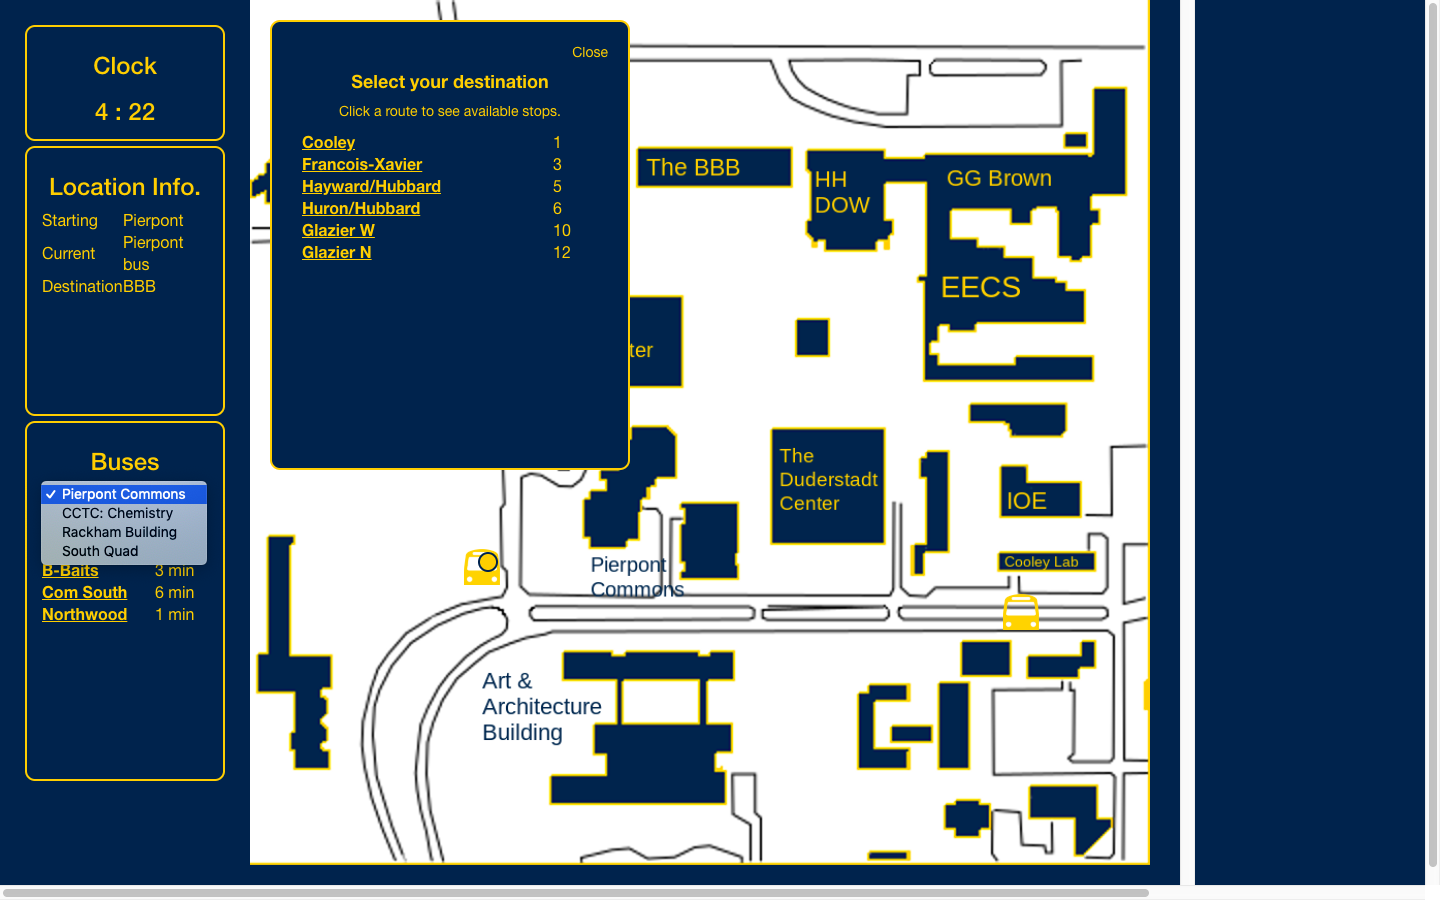 Clock
4 : 22
Location Info.
Starting Pierpont
Current Pierpont bus
Destination BBB
Buses
✓ Pierpont Commons
CCTC: Chemistry
Rackham Building
South Quad
B-Baits 3 min
Com South 6 min
Northwood 1 min
Close
Select your destination
Click a route to see available stops.
Cooley 1
Francois-Xavier 3
Hayward/Hubbard 5
Huron/Hubbard 6
Glazier W 10
Glazier N 12
The BBB
HH
DOW
GG Brown
EECS
ter
The
Duderstadt
Center
IOE
Cooley Lab
Pierpont
Commons
Art &
Architecture
Building